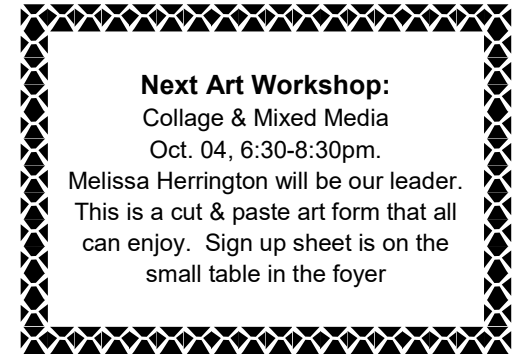 Next Art Workshop:
Collage & Mixed Media
Oct. 04, 6:30-8:30pm.
Melissa Herrington will be our leader.
This is a cut & paste art form that all
can enjoy.  Sign up sheet is on the
small table in the foyer